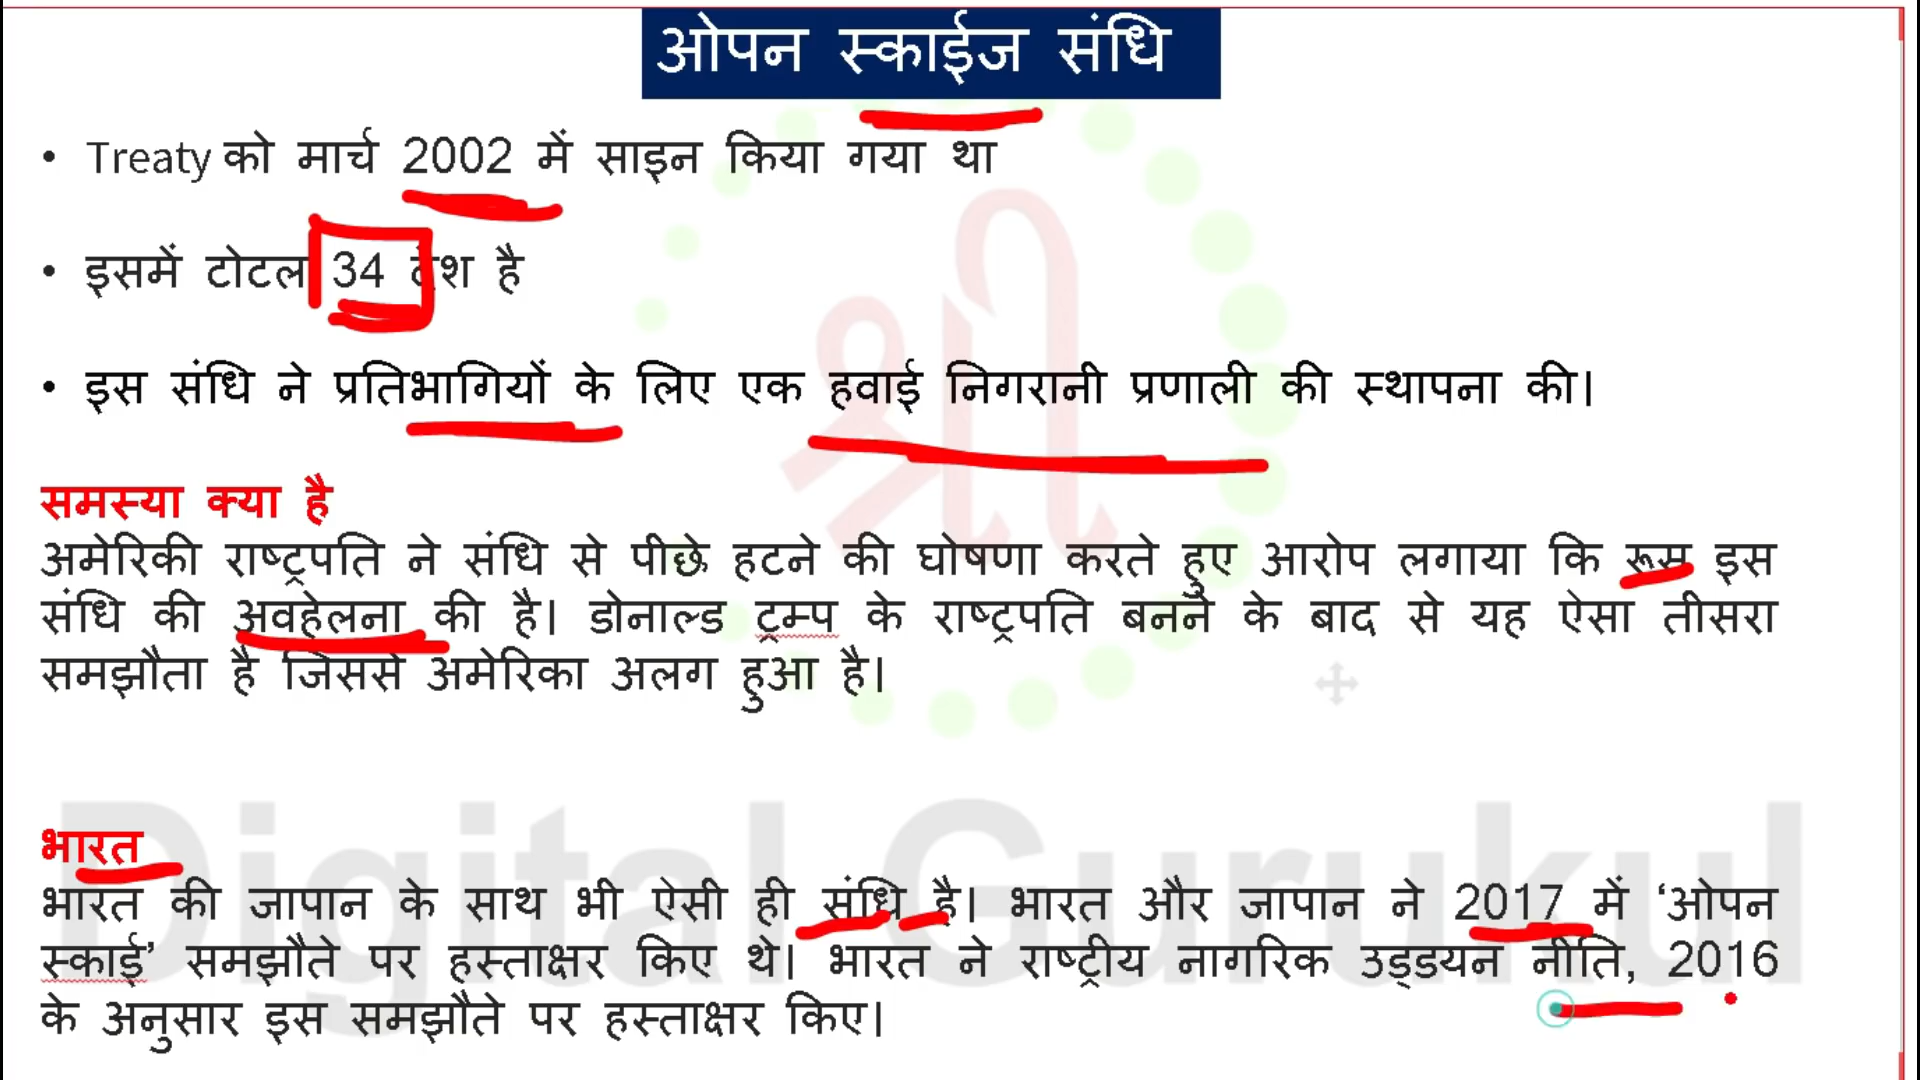 ओपन स्काईज संधि
• Treaty को मार्च 2002 में साइन किया गया था
• इसमें टोटल 34 देश है
• इस संधि ने प्रतिभागियों के लिए एक हवाई निगरानी प्रणाली की स्थापना की।
समस्या क्या है
अमेरिकी राष्ट्रपति ने संधि से पीछे हटने की घोषणा करते हुए आरोप लगाया कि रूस इस
संधि की अवहेलना की है। डोनाल्ड ट्रम्प के राष्ट्रपति बनने के बाद से यह ऐसा तीसरा
समझौता है जिससे अमेरिका अलग हुआ है।
भारत
भारत की जापान के साथ भी ऐसी ही संधि है। भारत और जापान ने 2017 में ‘ओपन
स्काई’ समझौते पर हस्ताक्षर किए थे। भारत ने राष्ट्रीय नागरिक उड्डयन नीति, 2016
के अनुसार इस समझौते पर हस्ताक्षर किए।
श्री
Digital Gurukul